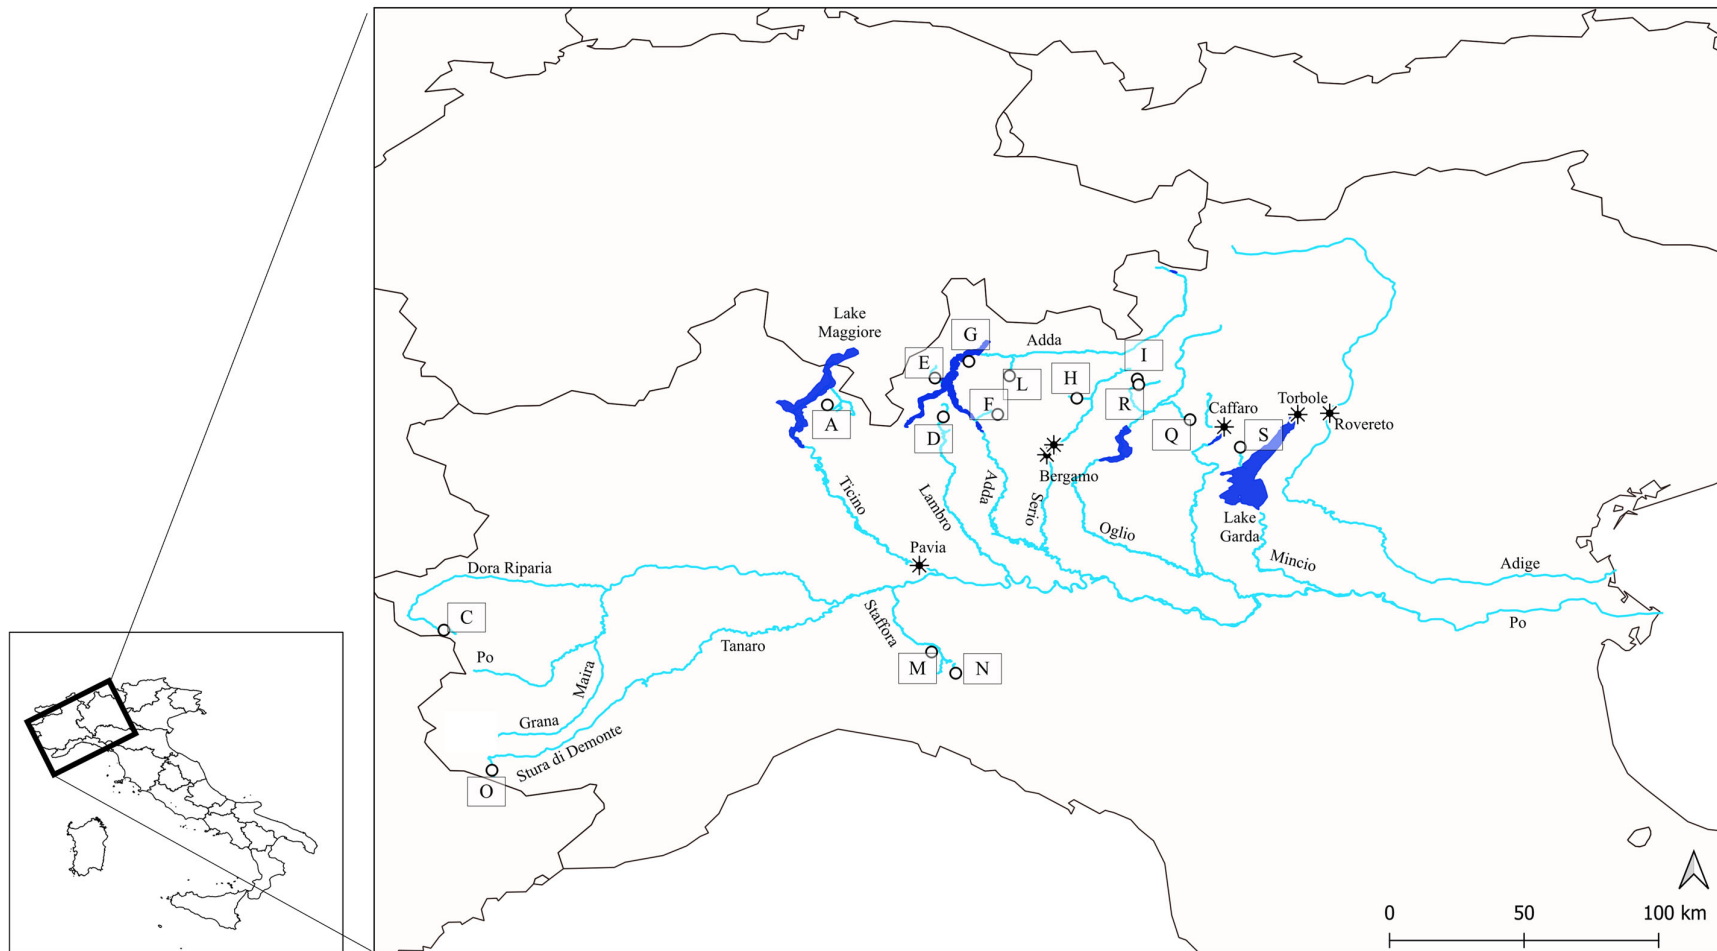 Lake
Maggiore
G
Adda
E
I
L
H
F
A
D
R
Q
Caffaro
Torbole
S
Rovereto
Bergamo
Ticino
Lambro
Adda
Serio
Oglio
Lake
Garda
Mincio
Pavia
Adige
Dora Riparia
C
Po
Staffora
Tanaro
Po
Maira
M
N
Grana
Stura di Demonte
O
0 50 100 km